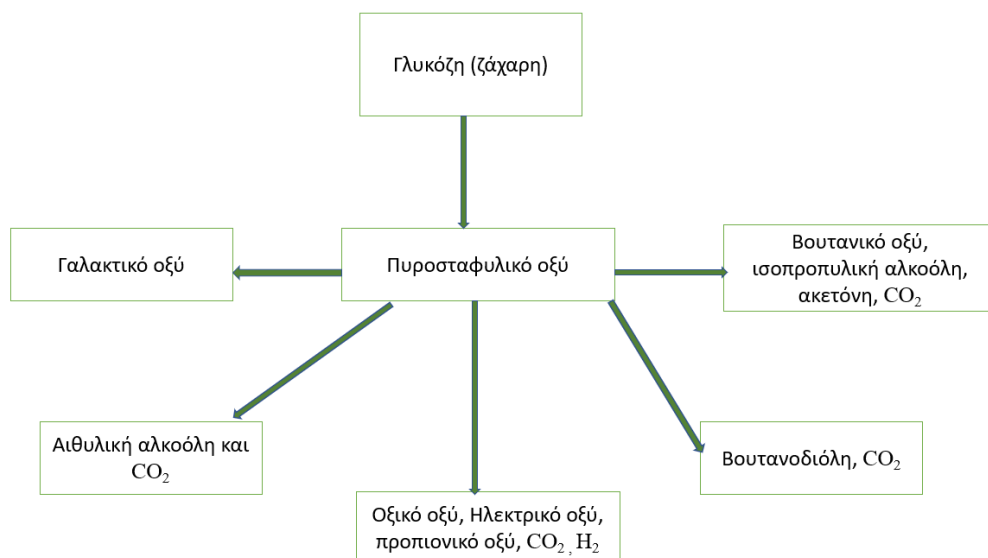 Γλυκόζη (ζάχαρη)
Γαλακτικό οξύ
Πυροσταφυλικό οξύ
Βουτανικό οξύ,
ισοπροπυλική αλκοόλη,
ακετόνη, CO₂
Αιθυλική αλκοόλη και
CO₂
Βουτανοδιόλη, CO₂
Οξικό οξύ, Ηλεκτρικό οξύ,
προπιονικό οξύ, CO₂ , H₂